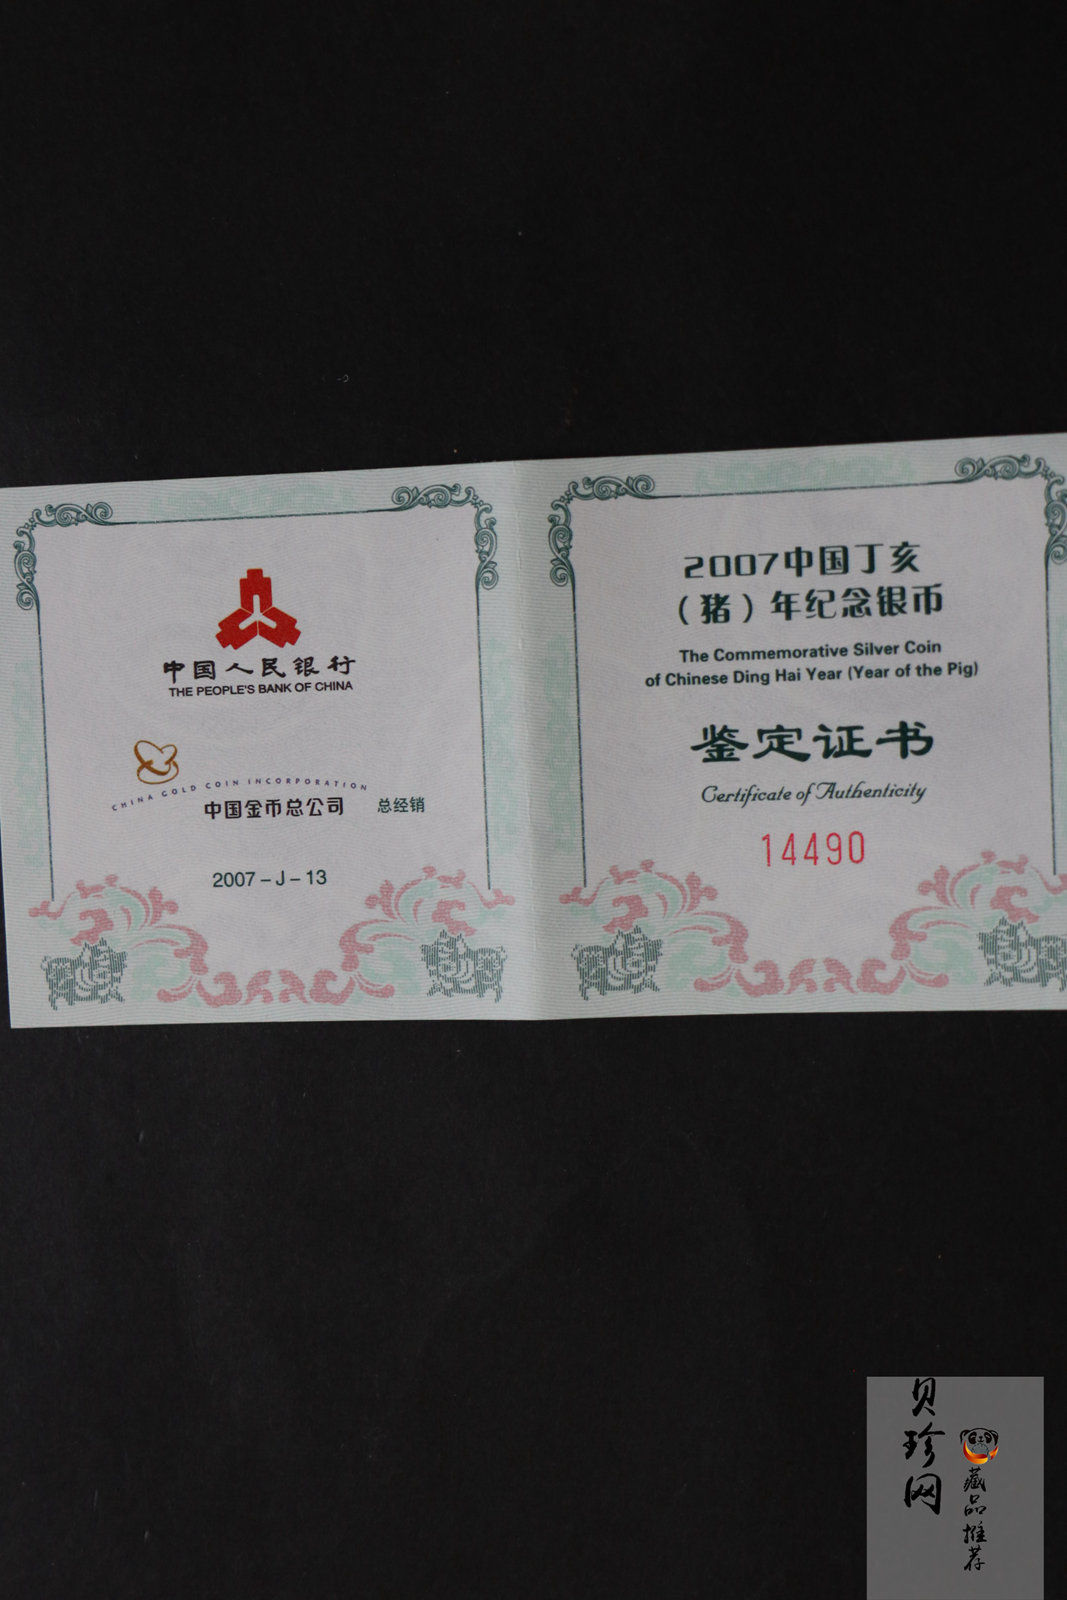 中国人民银行
THE PEOPLE'S BANK OF CHINA
CHINA GOLD COIN INCORPORATION
中国金币总公司 总经销
2007-J-13
2007中国丁亥
（猪）年纪念银币
The Commemorative Silver Coin
of Chinese Ding Hai Year (Year of the Pig)
鉴定证书
Certificate of Authenticity
14490
贝珍网
藏品推荐